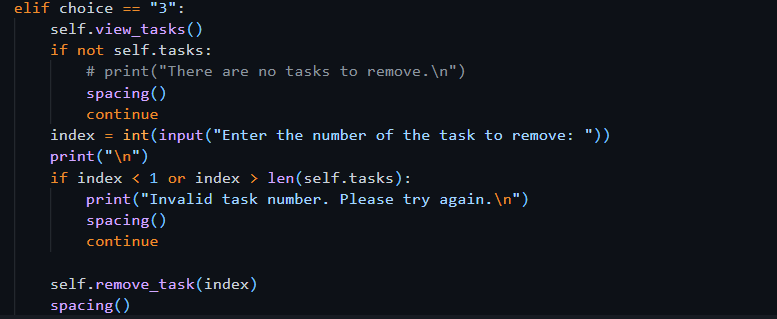 elif choice == "3":
    self.view_tasks()
    if not self.tasks:
        # print("There are no tasks to remove.\n")
        spacing()
        continue
    index = int(input("Enter the number of the task to remove: "))
    print("\n")
    if index < 1 or index > len(self.tasks):
        print("Invalid task number. Please try again.\n")
        spacing()
        continue

    self.remove_task(index)
    spacing()